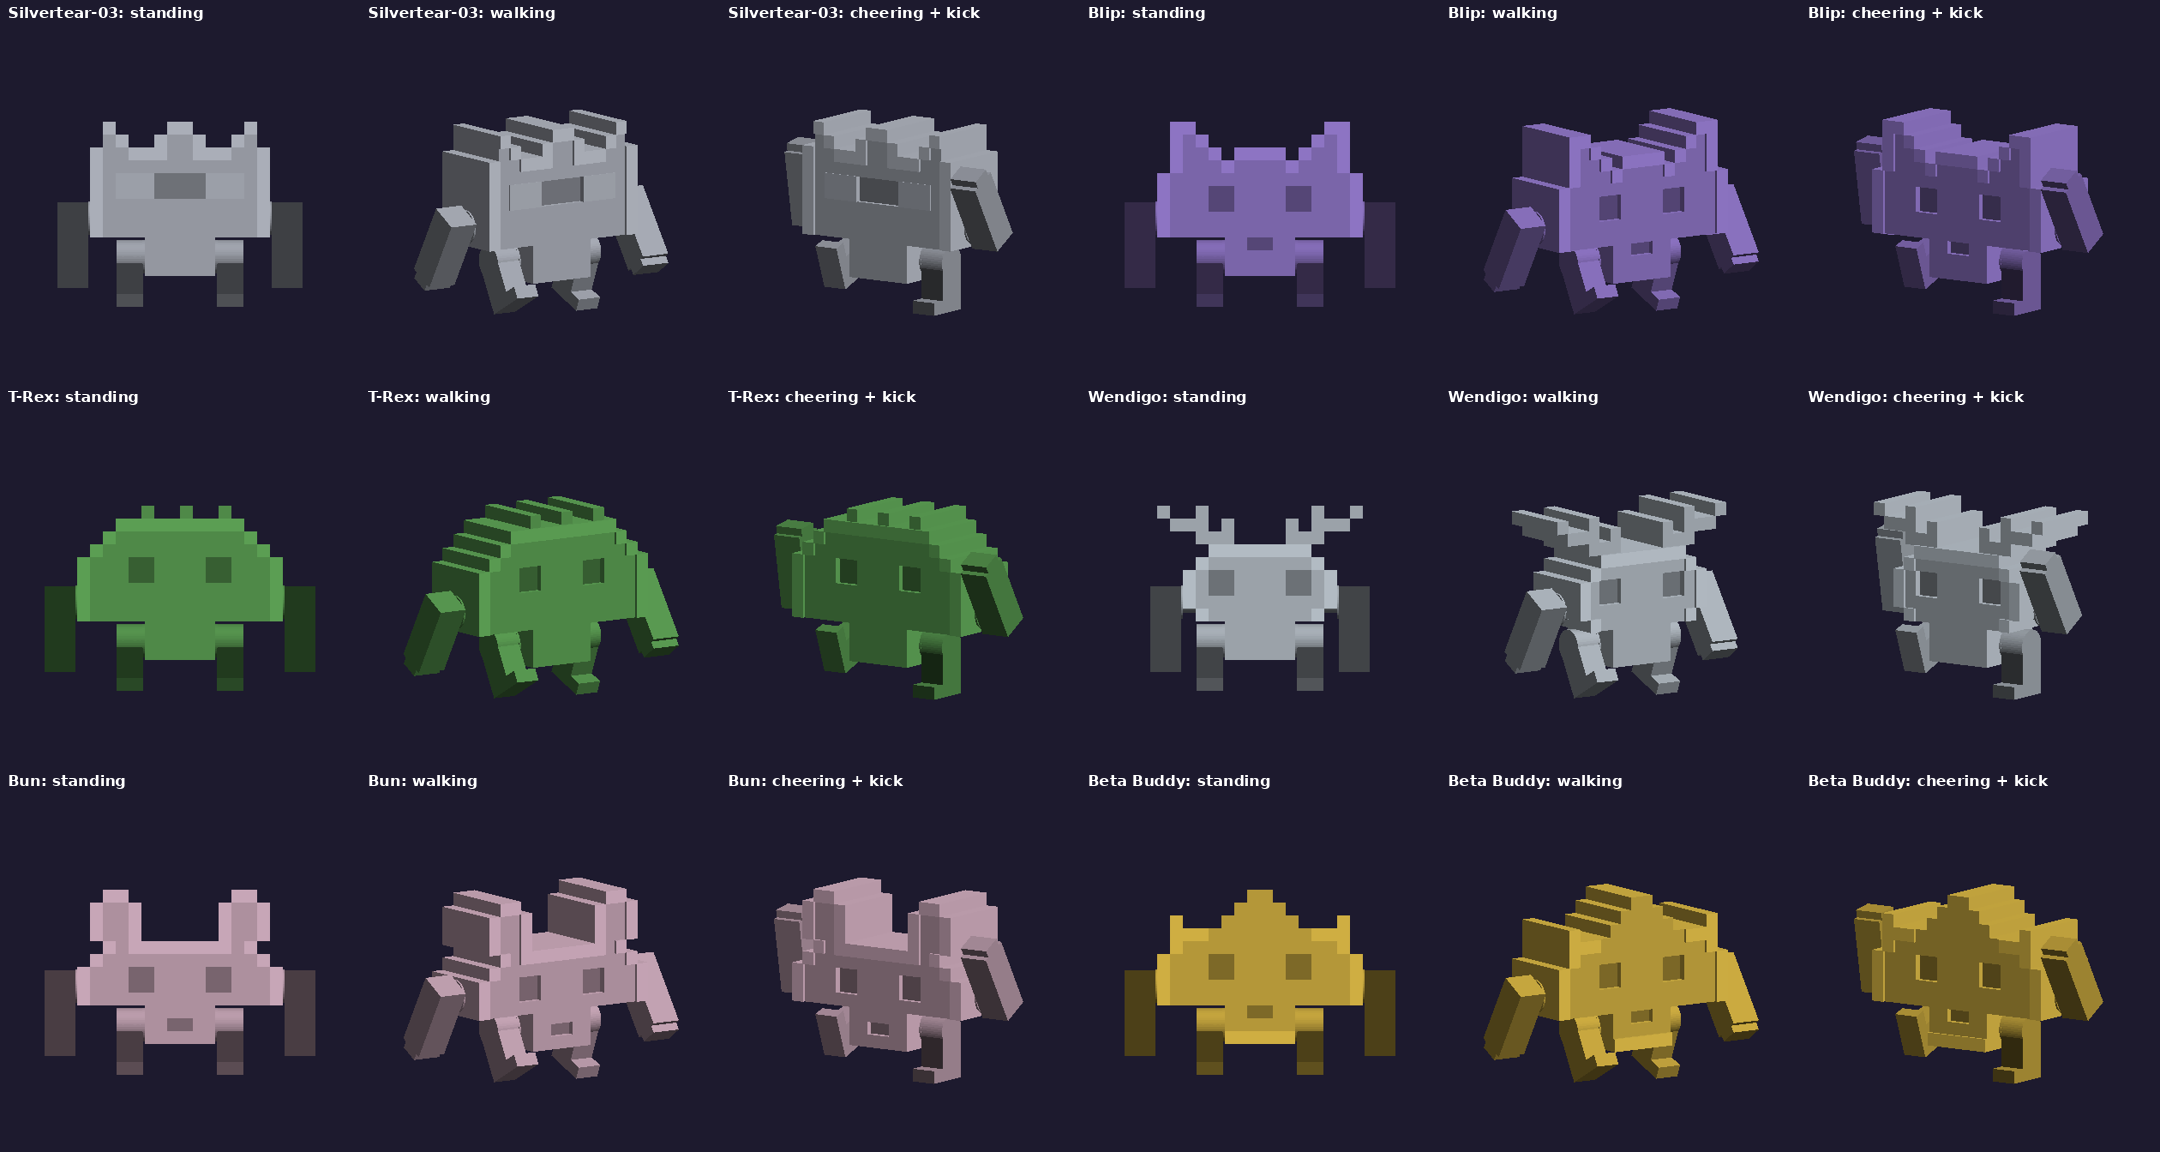 Silvertear-03: standing
Silvertear-03: walking
Silvertear-03: cheering + kick
Blip: standing
Blip: walking
Blip: cheering + kick
T-Rex: standing
T-Rex: walking
T-Rex: cheering + kick
Wendigo: standing
Wendigo: walking
Wendigo: cheering + kick
Bun: standing
Bun: walking
Bun: cheering + kick
Beta Buddy: standing
Beta Buddy: walking
Beta Buddy: cheering + kick